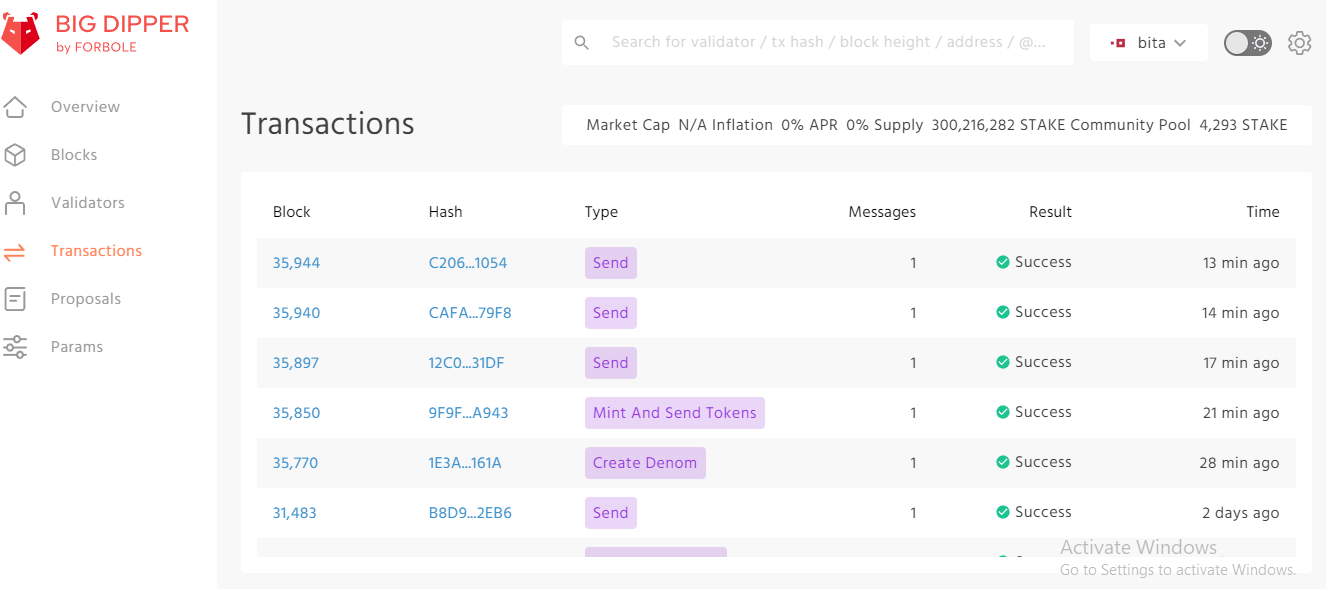 BIG DIPPER
by FORBOLE
Search for validator / tx hash / block height / address / @...
bita
Overview
Blocks
Validators
Transactions
Proposals
Params
Transactions
Market Cap N/A Inflation 0% APR 0% Supply 300,216,282 STAKE Community Pool 4,293 STAKE
Block Hash Type Messages Result Time
35,944 C206...1054 Send 1 Success 13 min ago
35,940 CAFA...79F8 Send 1 Success 14 min ago
35,897 12C0...31DF Send 1 Success 17 min ago
35,850 9F9F...A943 Mint And Send Tokens 1 Success 21 min ago
35,770 1E3A...161A Create Denom 1 Success 28 min ago
31,483 B8D9...2EB6 Send 1 Success 2 days ago
Activate Windows
Go to Settings to activate Windows.